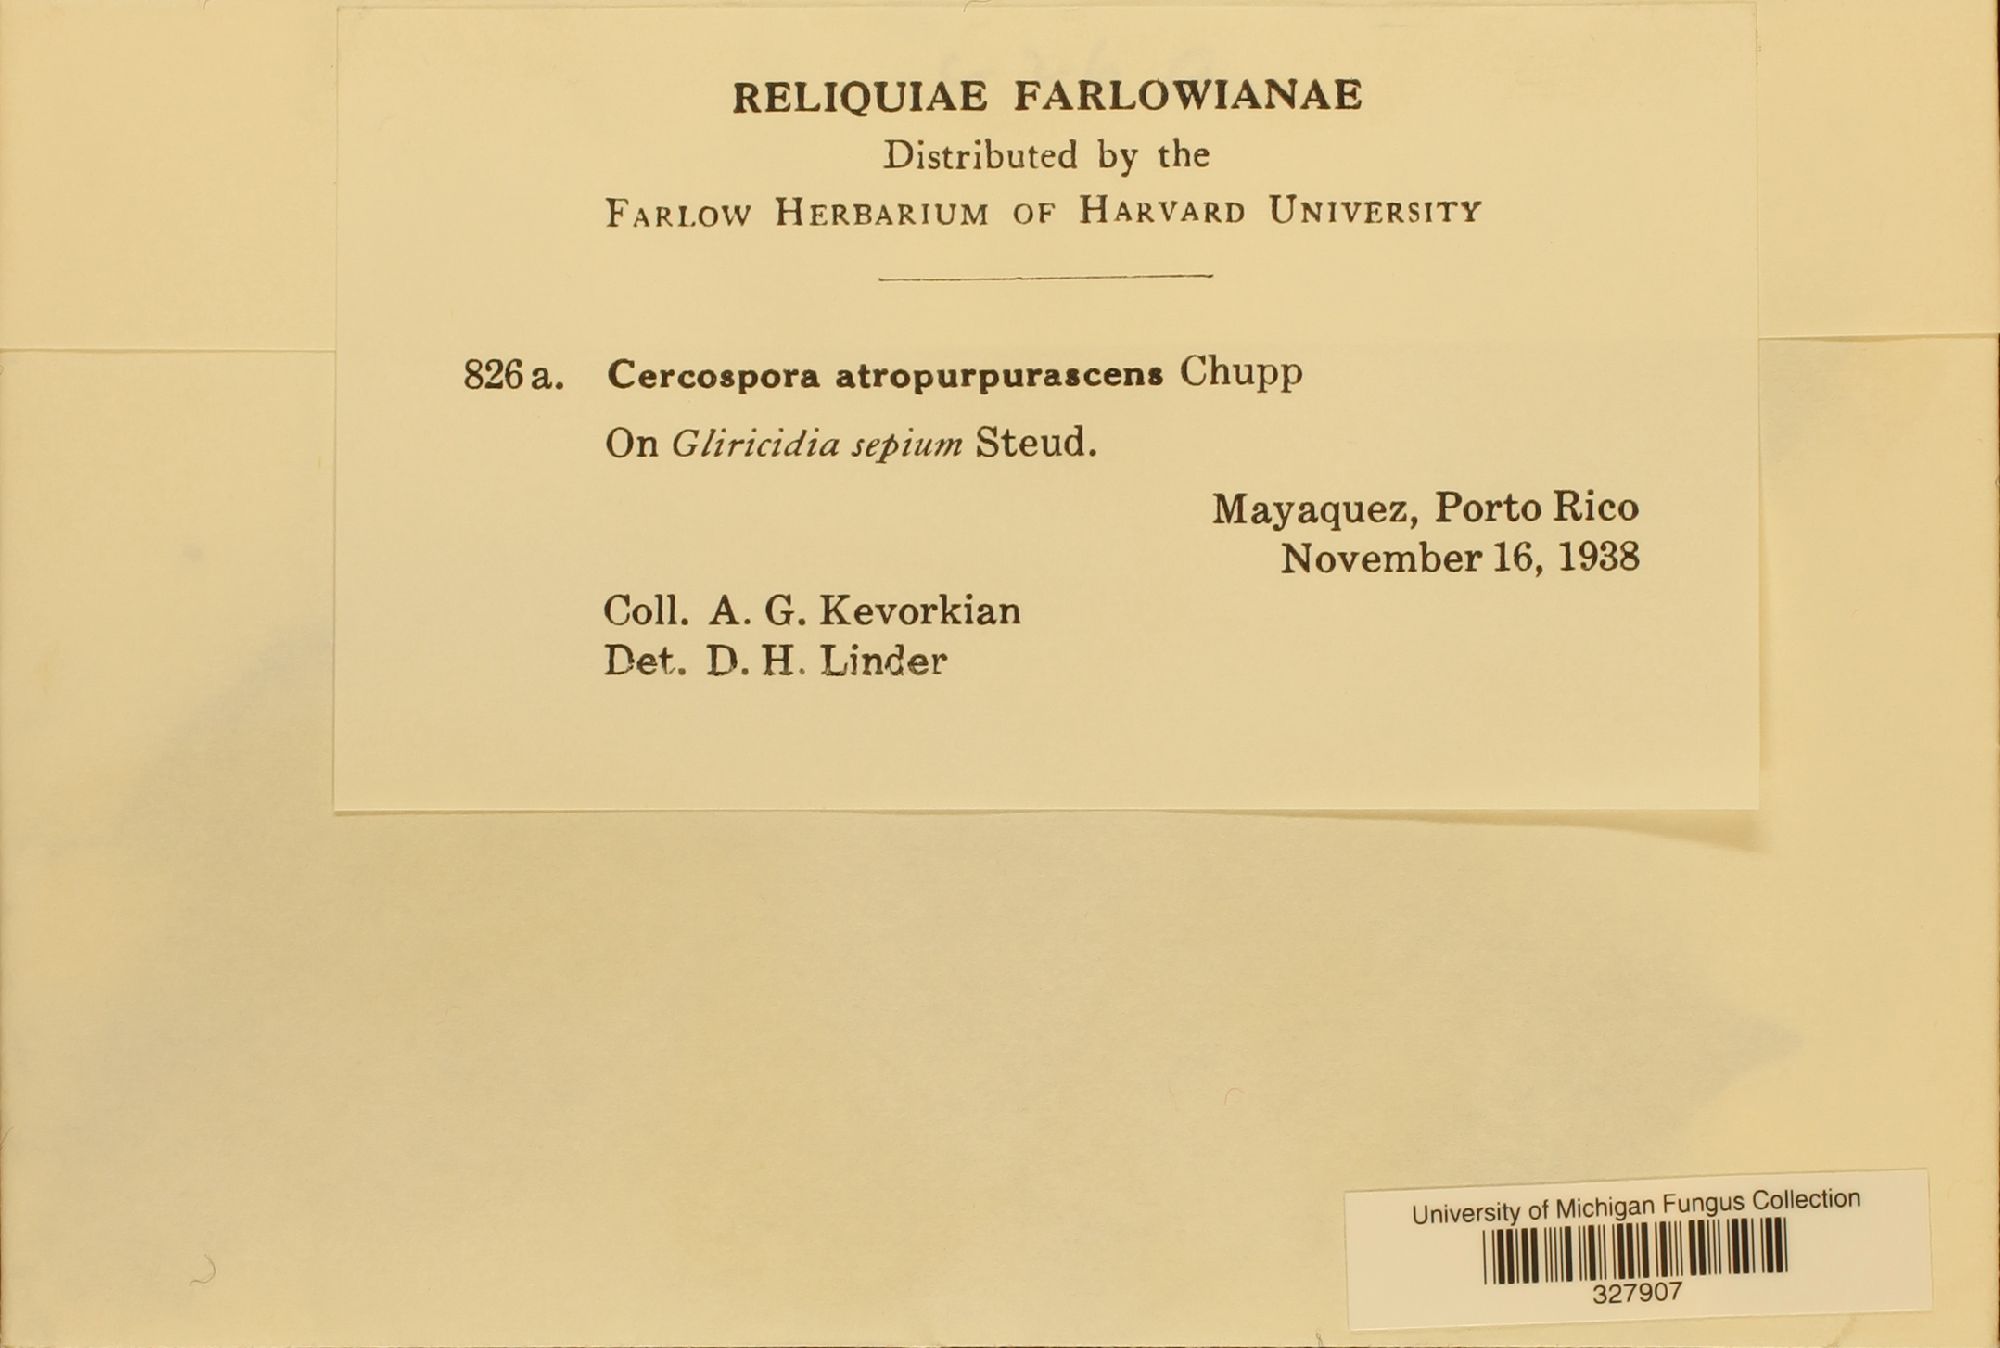 RELIQUIAE FARLOWIANAE
Distributed by the
FARLOW HERBARIUM OF HARVARD UNIVERSITY
826 a. Cercospora atropurpurascens Chupp
On Gliricidia sepium Steud.
Mayaquez, Porto Rico
November 16, 1938
Coll. A. G. Kevorkian
Det. D. H. Linder
University of Michigan Fungus Collection
327907